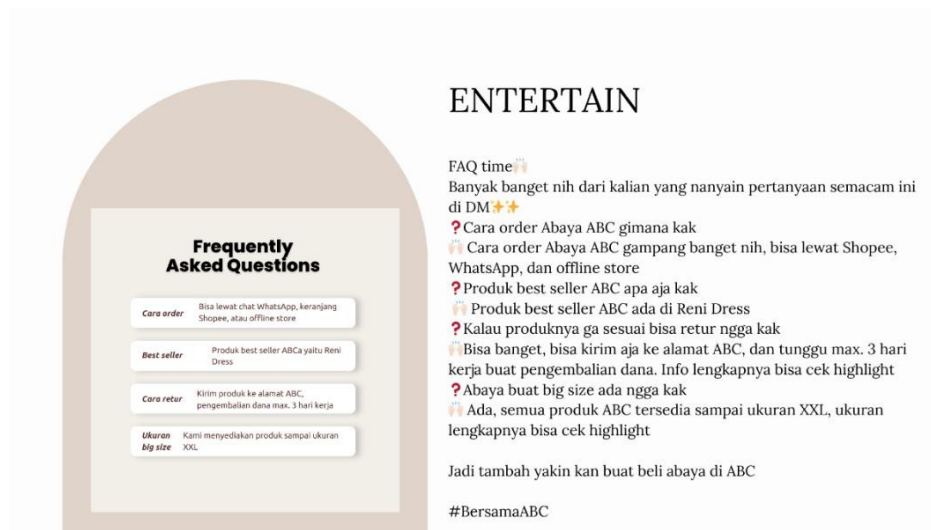 Frequently
Asked Questions
Cara order
Bisa lewat chat WhatsApp, keranjang
Shopee, atau offline store
Best seller
Produk best seller ABCa yaitu Reni
Dress
Cara retur
Kirim produk ke alamat ABC,
pengembalian dana max. 3 hari kerja
Ukuran
big size
Kami menyediakan produk sampai ukuran
XXL
ENTERTAIN
FAQ time🙌🏻
Banyak banget nih dari kalian yang nanyain pertanyaan semacam ini
di DM✨✨
❓Cara order Abaya ABC gimana kak
🙌🏻 Cara order Abaya ABC gampang banget nih, bisa lewat Shopee,
WhatsApp, dan offline store
❓Produk best seller ABC apa aja kak
🙌🏻 Produk best seller ABC ada di Reni Dress
❓Kalau produknya ga sesuai bisa retur ngga kak
🙌🏻Bisa banget, bisa kirim aja ke alamat ABC, dan tunggu max. 3 hari
kerja buat pengembalian dana. Info lengkapnya bisa cek highlight
❓Abaya buat big size ada ngga kak
🙌🏻 Ada, semua produk ABC tersedia sampai ukuran XXL, ukuran
lengkapnya bisa cek highlight
Jadi tambah yakin kan buat beli abaya di ABC
#BersamaABC